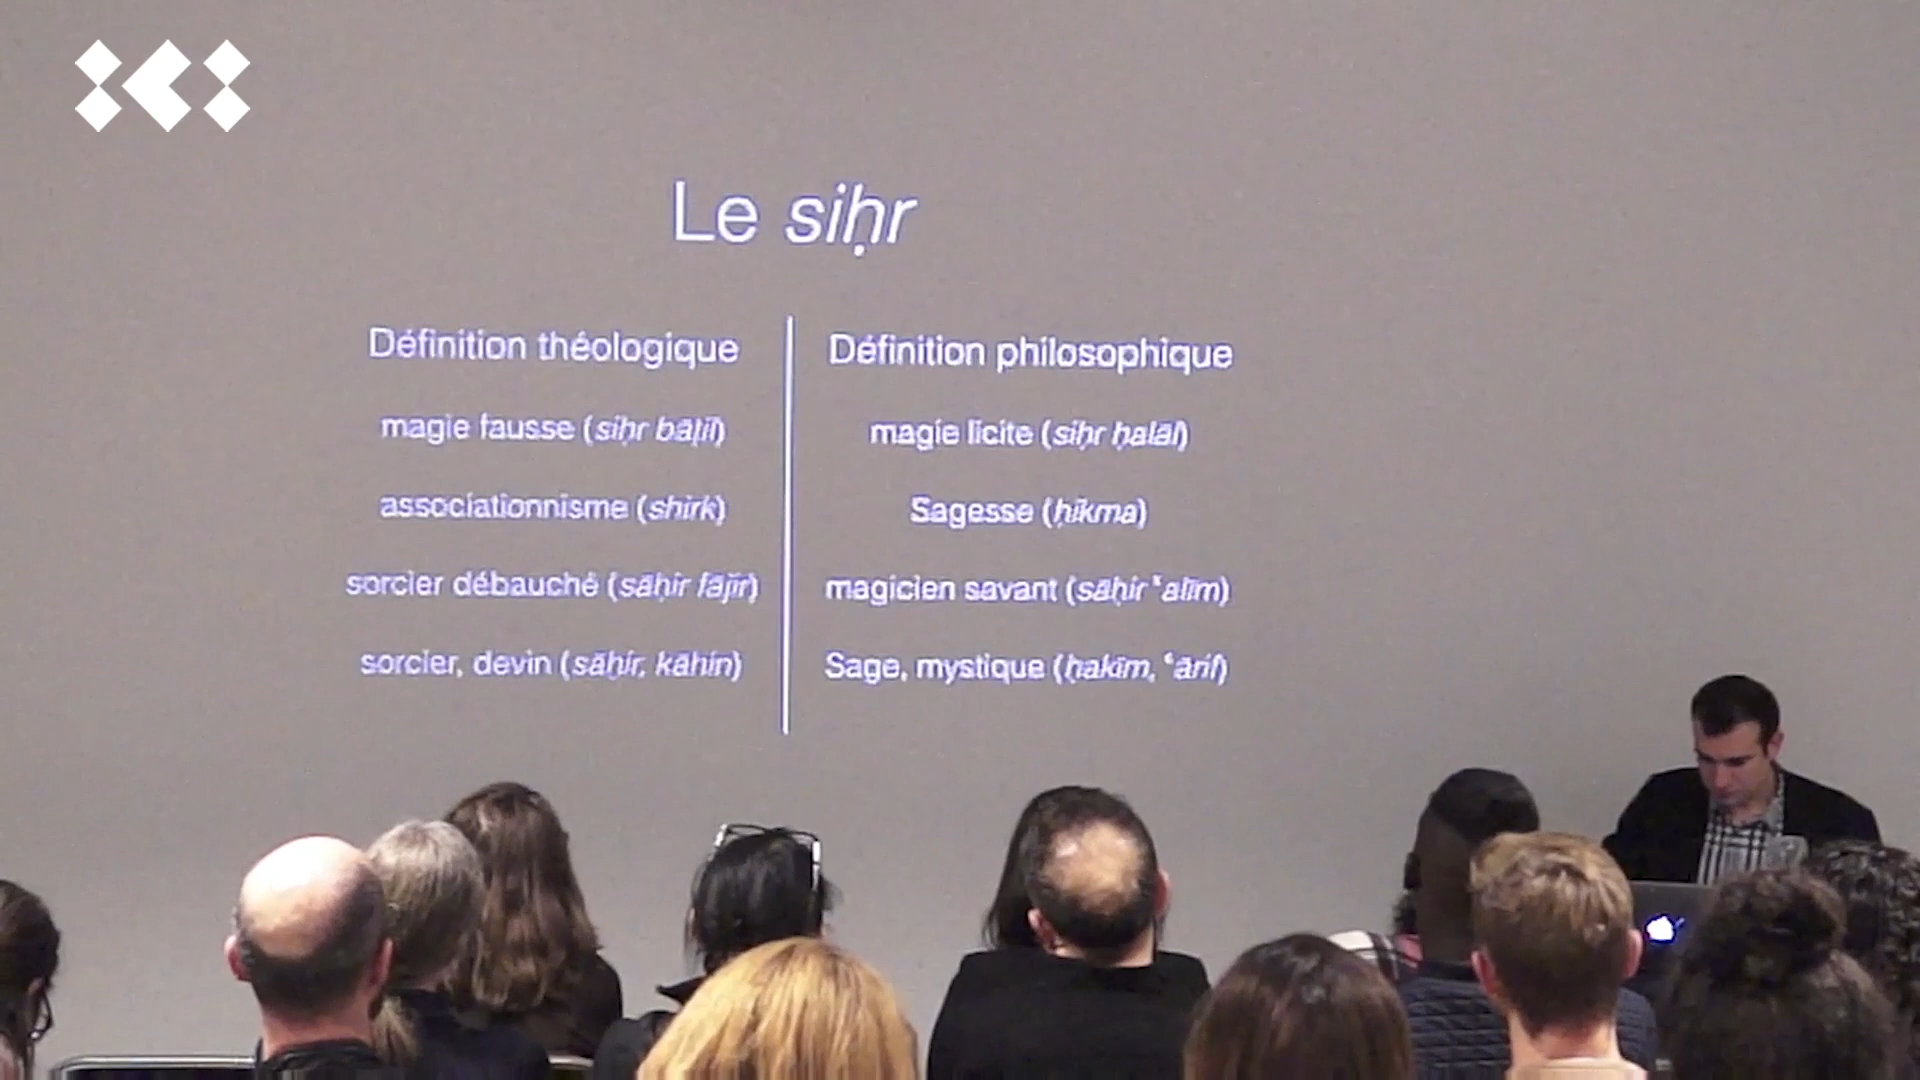 Le siḥr
Définition théologique
magie fausse (siḥr bāṭil)
associationnisme (shirk)
sorcier débauché (sāḥir fājir)
sorcier, devin (sāḥir, kāhin)
Définition philosophique
magie licite (siḥr ḥalāl)
Sagesse (ḥikma)
magicien savant (sāḥir ʿalīm)
Sage, mystique (ḥakīm, ʿārif)